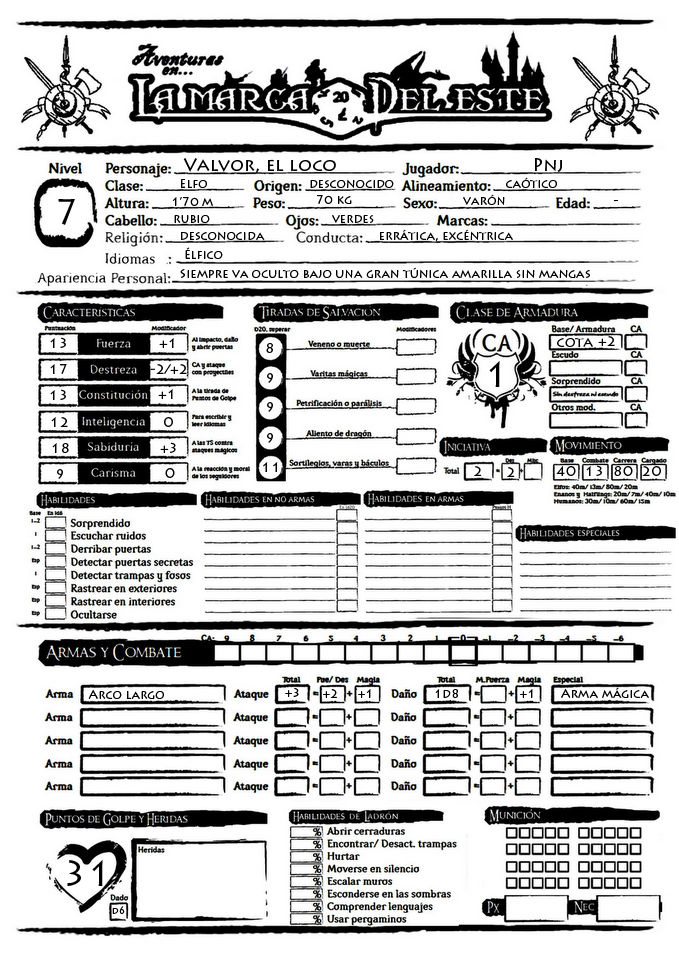 Aventuras
en...
LA MARCA DEL ESTE
20
Nivel
7
Personaje: VALVOR, EL LOCO Jugador: PNJ
Clase: ELFO Origen: DESCONOCIDO Alineamiento: CAÓTICO
Altura: 1'70 M Peso: 70 KG Sexo: VARÓN Edad: -
Cabello: RUBIO Ojos: VERDES Marcas:
Religión: DESCONOCIDA Conducta: ERRÁTICA, EXCÉNTRICA
Idiomas : ÉLFICO
Apariencia Personal: SIEMPRE VA OCULTO BAJO UNA GRAN TÚNICA AMARILLA SIN MANGAS
CARACTERISTICAS
Puntuación Modificador
13 Fuerza +1 Al impacto, daño y abrir puertas
17 Destreza -2/+2 CA y ataque con proyectiles
13 Constitución +1 A la tirada de Puntos de Golpe
12 Inteligencia 0 Para escribir y leer idiomas
18 Sabiduría +3 A las TS contra ataques mágicos
9 Carisma 0 A la reacción y moral de los seguidores
TIRADAS DE SALVACION
D20, superar Modificadores
8 Veneno o muerte
9 Varitas mágicas
9 Petrificación o parálisis
9 Aliento de dragón
11 Sortilegios, varas y báculos
CLASE DE ARMADURA
CA
1
Base/ Armadura CA
COTA +2
Escudo CA
Sorprendido CA
Sin destreza ni escudo
Otros mod. CA
INICIATIVA
Des Misc
Total 2 = 2 +
MOVIMIENTO
Base Combate Carrera Cargado
40 13 80 20
Elfos: 40m/ 13m/ 80m/ 20m
Enanos y Halflings: 20m/ 7m/ 40m/ 10m
Humanos: 30m/ 10m/ 60m/ 15m
HABILIDADES
Base En 1d6
1-2 Sorprendido
1 Escuchar ruidos
1-2 Derribar puertas
Esp Detectar puertas secretas
1 Detectar trampas y fosos
Esp Rastrear en exteriores
Esp Rastrear en interiores
Esp Ocultarse
HABILIDADES EN NO ARMAS
HABILIDADES EN ARMAS
HABILIDADES ESPECIALES
ARMAS Y COMBATE
CA: 9 8 7 6 5 4 3 2 1 0 -1 -2 -3 -4 -5 -6
Total Fue/ Des Magia Total M.Fuerza Magia Especial
Arma ARCO LARGO Ataque +3 = +2 + +1 Daño 1D8 = + +1 ARMA MÁGICA
Arma Ataque = + Daño = +
Arma Ataque = + Daño = +
Arma Ataque = + Daño = +
Arma Ataque = + Daño = +
PUNTOS DE GOLPE Y HERIDAS
31
Dado
D6
Heridas
HABILIDADES DE LADRÓN
% Abrir cerraduras
% Encontrar/ Desact. trampas
% Hurtar
% Moverse en silencio
% Escalar muros
% Esconderse en las sombras
% Comprender lenguajes
% Usar pergaminos
MUNICIÓN
PX NEC